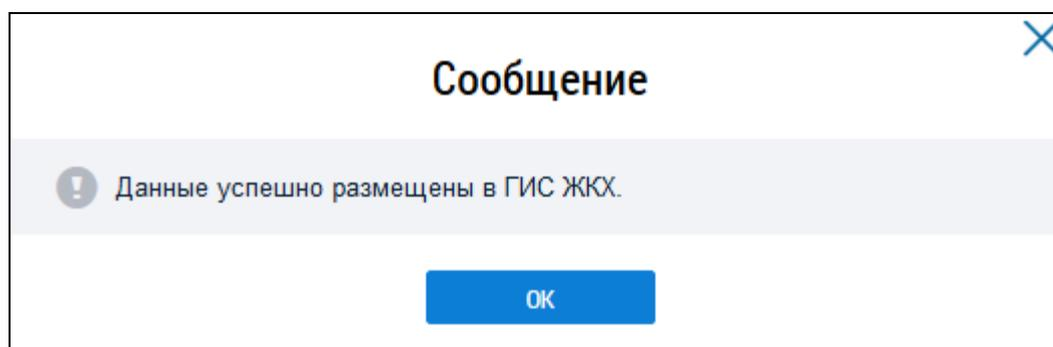 Сообщение
Данные успешно размещены в ГИС ЖКХ.
ОК